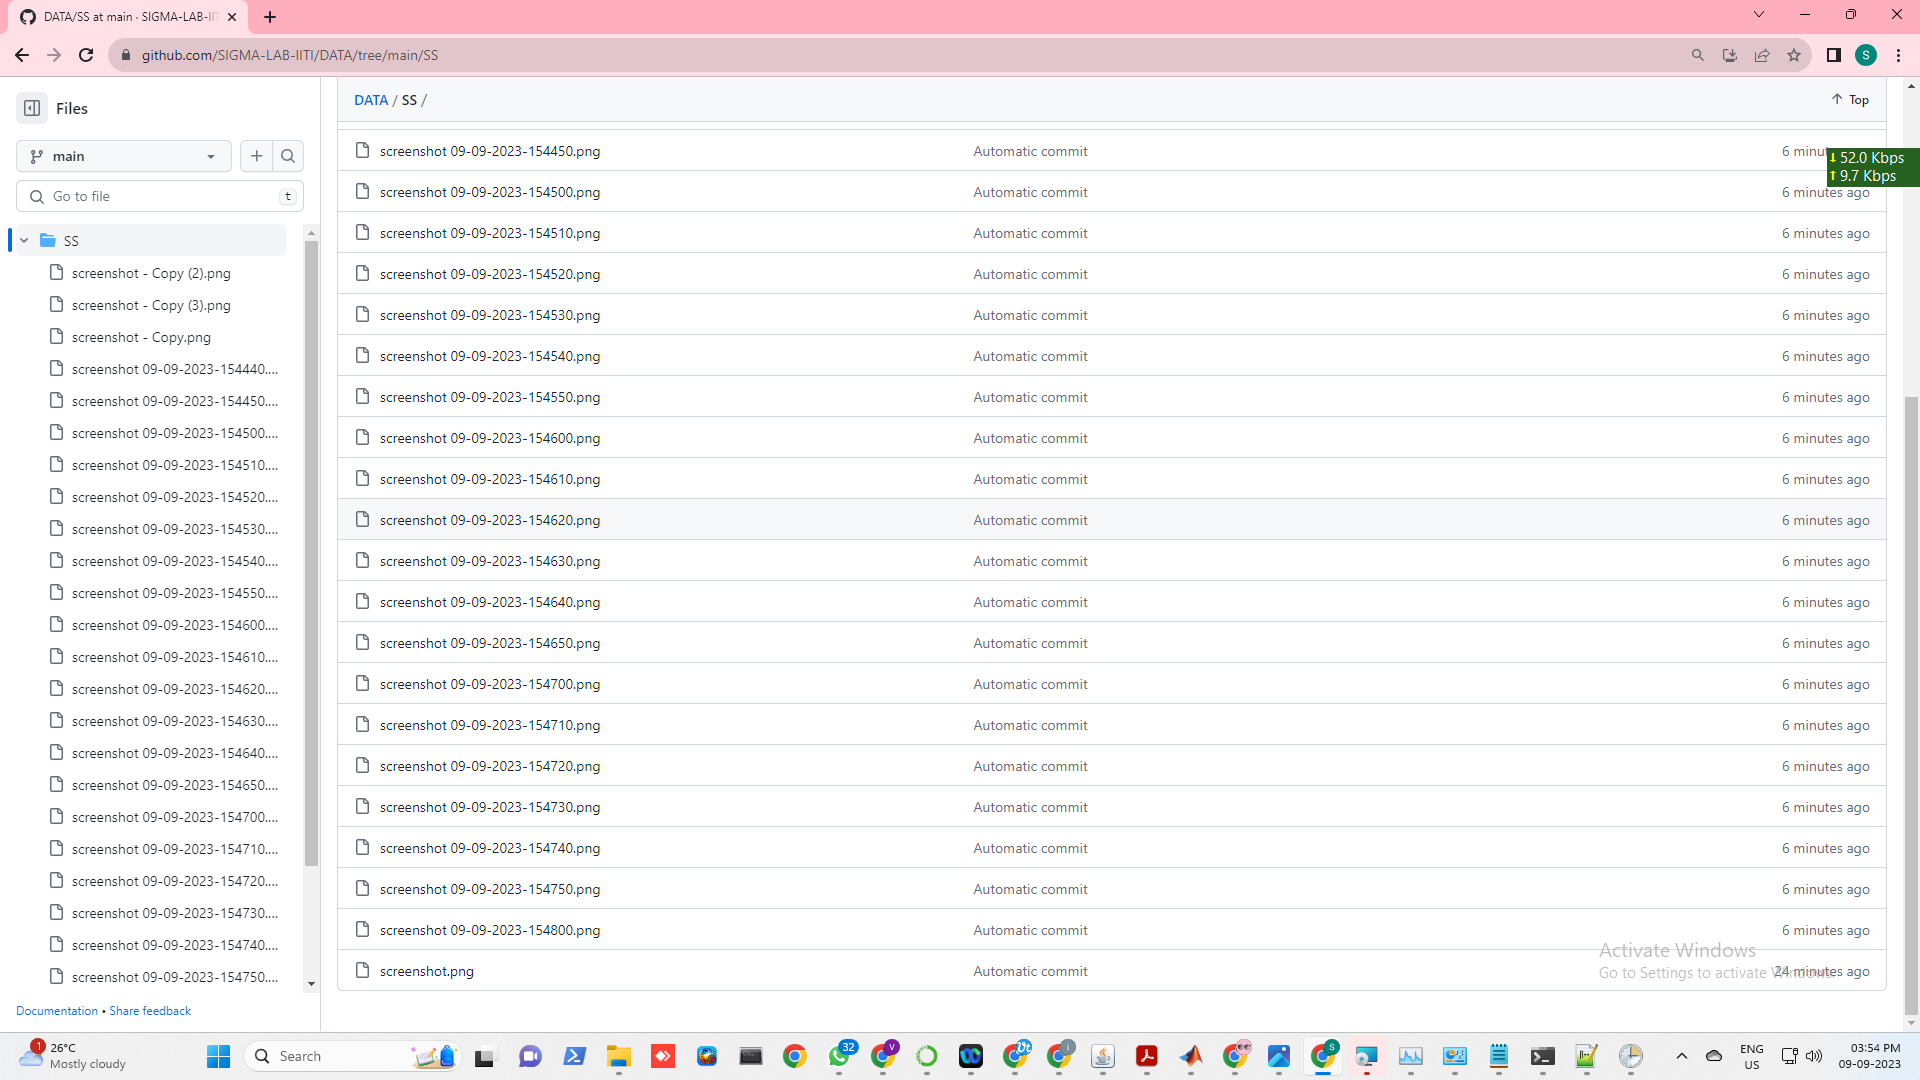 DATA/SS at main · SIGMA-LAB-IIT
github.com/SIGMA-LAB-IITI/DATA/tree/main/SS
S
Files
main
Go to file
t
SS
screenshot - Copy (2).png
screenshot - Copy (3).png
screenshot - Copy.png
screenshot 09-09-2023-154440....
screenshot 09-09-2023-154450....
screenshot 09-09-2023-154500....
screenshot 09-09-2023-154510....
screenshot 09-09-2023-154520....
screenshot 09-09-2023-154530....
screenshot 09-09-2023-154540....
screenshot 09-09-2023-154550....
screenshot 09-09-2023-154600....
screenshot 09-09-2023-154610....
screenshot 09-09-2023-154620....
screenshot 09-09-2023-154630....
screenshot 09-09-2023-154640....
screenshot 09-09-2023-154650....
screenshot 09-09-2023-154700....
screenshot 09-09-2023-154710....
screenshot 09-09-2023-154720....
screenshot 09-09-2023-154730....
screenshot 09-09-2023-154740....
screenshot 09-09-2023-154750....
Documentation • Share feedback
DATA / SS /
Top
screenshot 09-09-2023-154450.png Automatic commit 6
52.0 Kbps
9.7 Kbps
screenshot 09-09-2023-154500.png Automatic commit 6 minutes ago
screenshot 09-09-2023-154510.png Automatic commit 6 minutes ago
screenshot 09-09-2023-154520.png Automatic commit 6 minutes ago
screenshot 09-09-2023-154530.png Automatic commit 6 minutes ago
screenshot 09-09-2023-154540.png Automatic commit 6 minutes ago
screenshot 09-09-2023-154550.png Automatic commit 6 minutes ago
screenshot 09-09-2023-154600.png Automatic commit 6 minutes ago
screenshot 09-09-2023-154610.png Automatic commit 6 minutes ago
screenshot 09-09-2023-154620.png Automatic commit 6 minutes ago
screenshot 09-09-2023-154630.png Automatic commit 6 minutes ago
screenshot 09-09-2023-154640.png Automatic commit 6 minutes ago
screenshot 09-09-2023-154650.png Automatic commit 6 minutes ago
screenshot 09-09-2023-154700.png Automatic commit 6 minutes ago
screenshot 09-09-2023-154710.png Automatic commit 6 minutes ago
screenshot 09-09-2023-154720.png Automatic commit 6 minutes ago
screenshot 09-09-2023-154730.png Automatic commit 6 minutes ago
screenshot 09-09-2023-154740.png Automatic commit 6 minutes ago
screenshot 09-09-2023-154750.png Automatic commit 6 minutes ago
screenshot 09-09-2023-154800.png Automatic commit 6 minutes ago
screenshot.png Automatic commit 24 minutes ago
Activate Windows
Go to Settings to activate Windows.
1
26°C
Mostly cloudy
Search
32
V
S
ENG
US
03:54 PM
09-09-2023